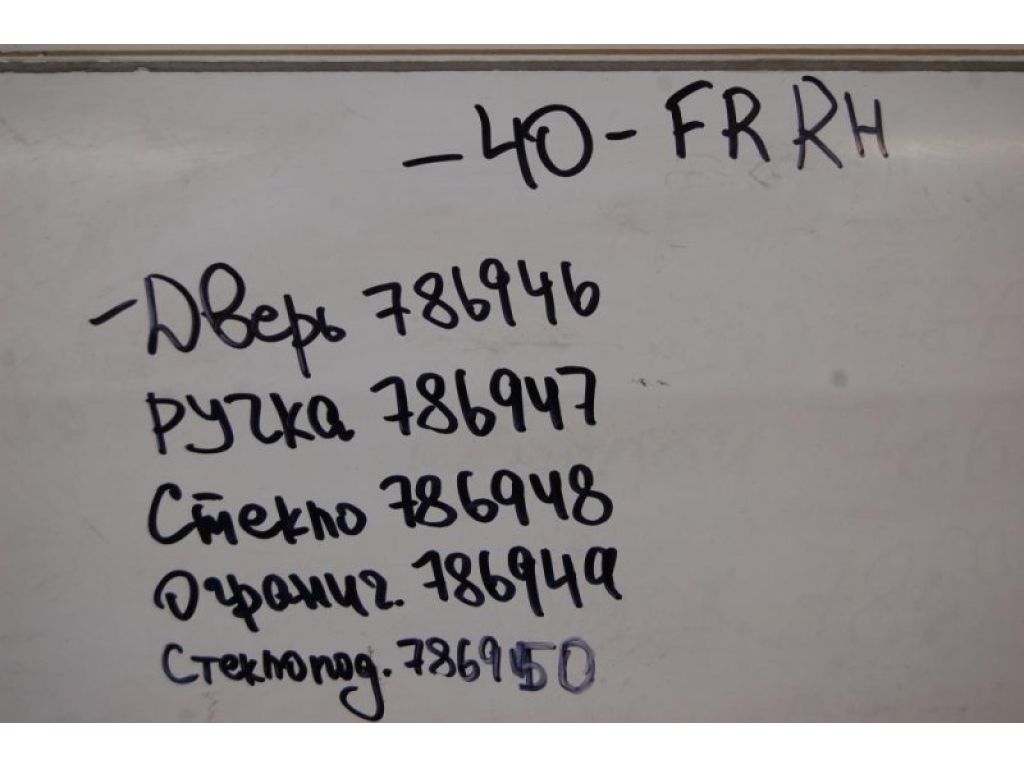 -40- FR RH
-Дверь 786946
ручка 786947
Стекло 786948
Огранич. 786949
Стеклопод. 786950